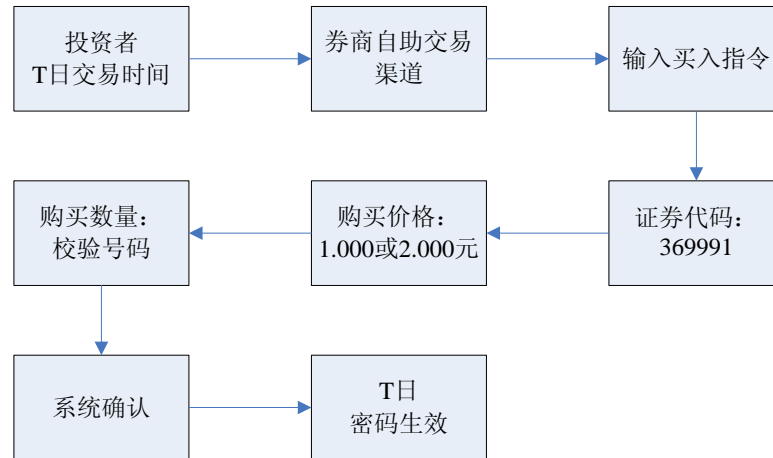 投资者
T日交易时间
券商自助交易
渠道
输入买入指令
证券代码：
369991
购买价格：
1.000或2.000元
购买数量：
校验号码
系统确认
T日
密码生效